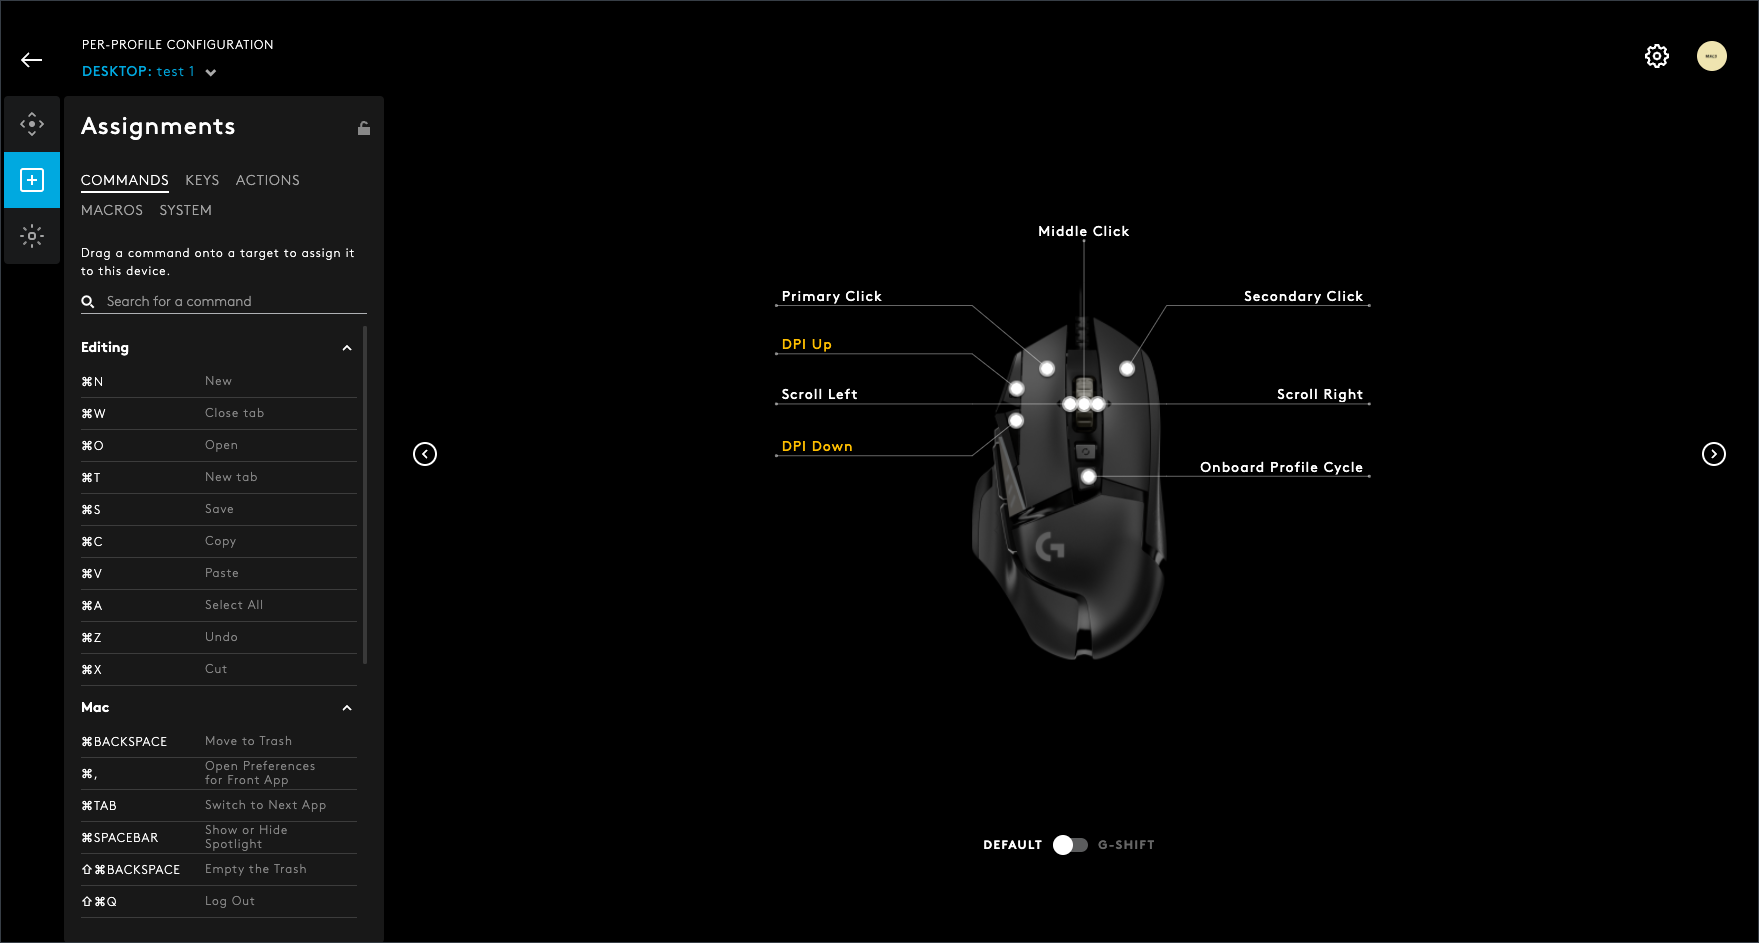 PER-PROFILE CONFIGURATION
DESKTOP: test 1
Assignments
COMMANDS KEYS ACTIONS
MACROS SYSTEM
Drag a command onto a target to assign it
to this device.
Search for a command
Editing
⌘N New
⌘W Close tab
⌘O Open
⌘T New tab
⌘S Save
⌘C Copy
⌘V Paste
⌘A Select All
⌘Z Undo
⌘X Cut
Mac
⌘BACKSPACE Move to Trash
⌘, Open Preferences
for Front App
⌘TAB Switch to Next App
⌘SPACEBAR Show or Hide
Spotlight
⇧⌘BACKSPACE Empty the Trash
⇧⌘Q Log Out
Middle Click
Primary Click
Secondary Click
DPI Up
Scroll Left
Scroll Right
DPI Down
Onboard Profile Cycle
DEFAULT G-SHIFT